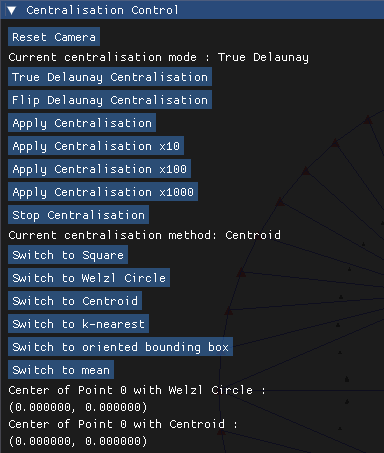 Centralisation Control
Reset Camera
Current centralisation mode : True Delaunay
True Delaunay Centralisation
Flip Delaunay Centralisation
Apply Centralisation
Apply Centralisation x10
Apply Centralisation x100
Apply Centralisation x1000
Stop Centralisation
Current centralisation method: Centroid
Switch to Square
Switch to Welzl Circle
Switch to Centroid
Switch to k-nearest
Switch to oriented bounding box
Switch to mean
Center of Point 0 with Welzl Circle :
(0.000000, 0.000000)
Center of Point 0 with Centroid :
(0.000000, 0.000000)